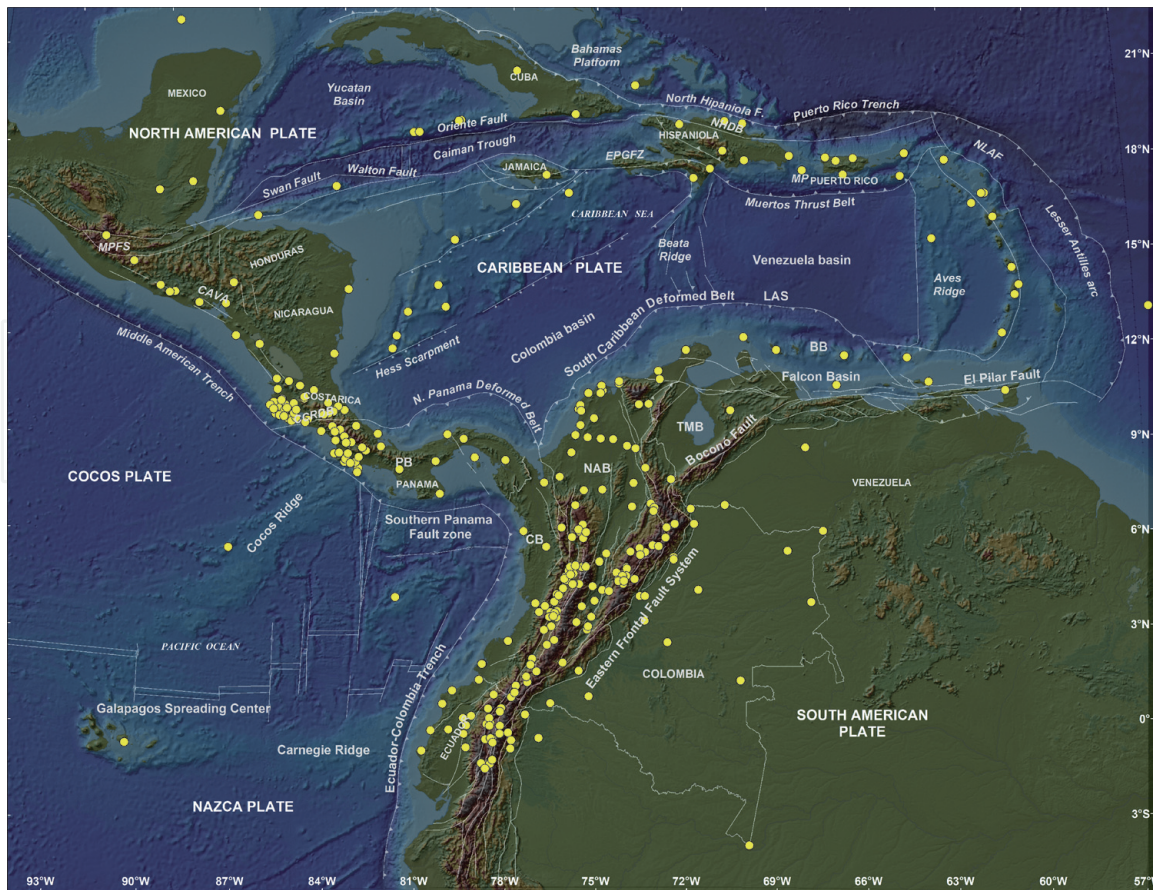 21°N
Bahamas
Platform
CUBA
MEXICO
Yucatan
Basin
North Hipaniola F.
Puerto Rico Trench
NORTH AMERICAN PLATE
Oriente Fault
NHDB
HISPANIOLA
18°N
Caiman Trough
EPGFZ
NLAF
Walton Fault
JAMAICA
Swan Fault
MP
PUERTO RICO
Muertos Thrust Belt
CARIBBEAN SEA
Lesser Antilles arc
MPFS
HONDURAS
Beata
Ridge
15°N
CARIBBEAN PLATE
Venezuela basin
Aves
Ridge
CAVA
NICARAGUA
South Caribbean Deformed Belt
LAS
Middle American Trench
Colombia basin
12°N
Hess Scarpment
BB
Falcon Basin
El Pilar Fault
COSTARICA
N. Panama Deformed Belt
TMB
Boconó Fault
9°N
PB
NAB
COCOS PLATE
PANAMA
VENEZUELA
Cocos Ridge
Southern Panama
Fault zone
CB
6°N
Eastern Frontal Fault System
3°N
PACIFIC OCEAN
Ecuador-Colombia-Trench
COLOMBIA
Galapagos Spreading Center
SOUTH AMERICAN
PLATE
0°
ECUADOR
Carnegie Ridge
NAZCA PLATE
3°S
93°W
90°W
87°W
84°W
81°W
78°W
75°W
72°W
69°W
66°W
63°W
60°W
57°W